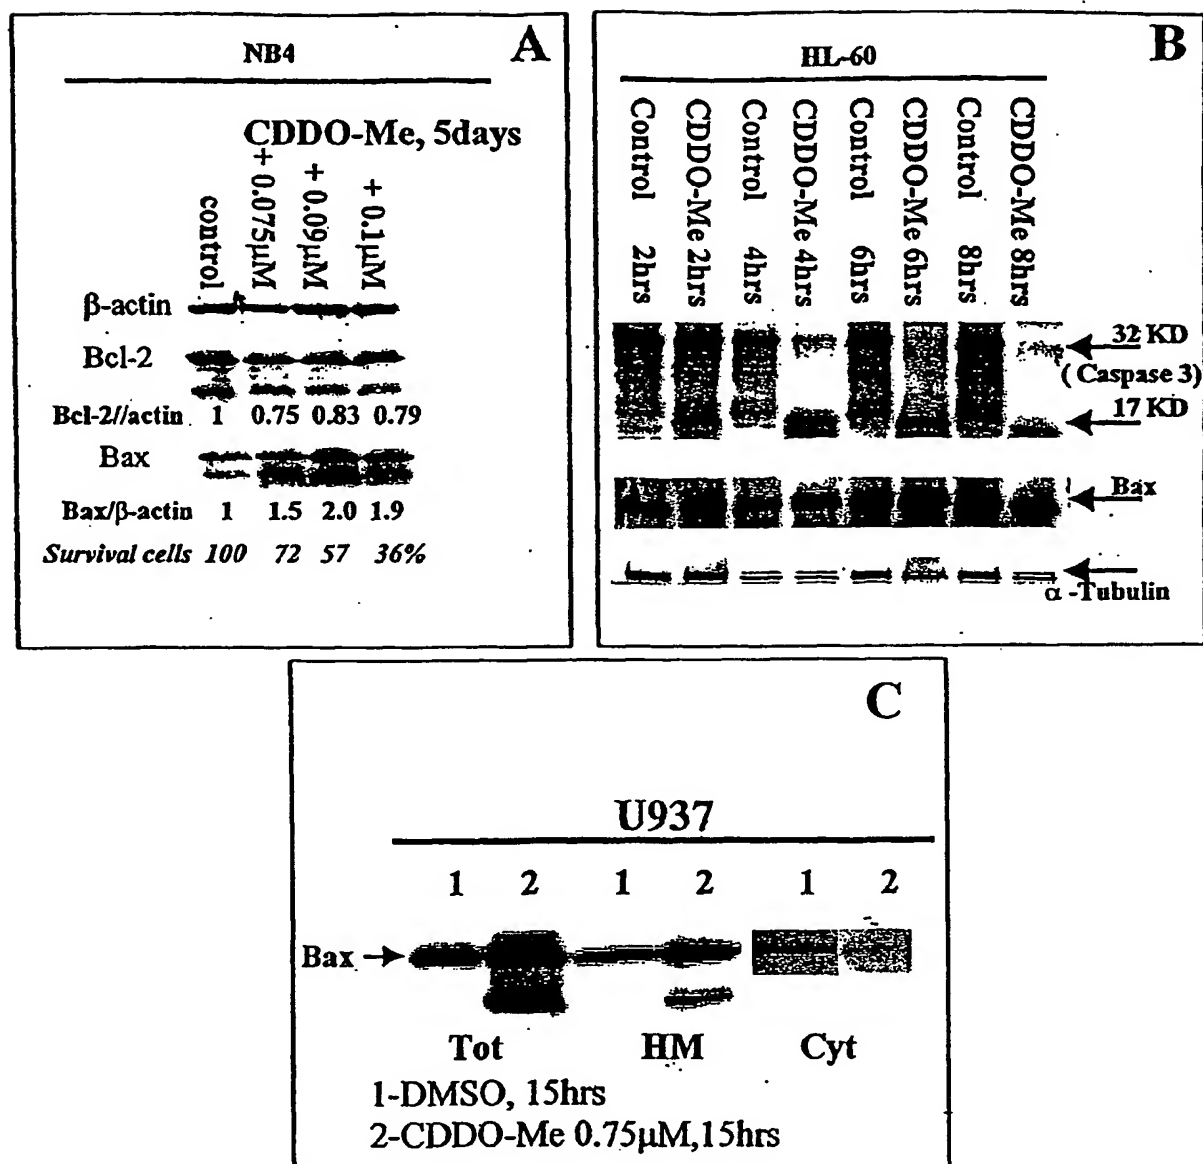 A
NB4
CDDO-Me, 5days
control
+ 0.075μM
+ 0.09μM
+ 0.1μM
β-actin
Bcl-2
Bcl-2//actin 1 0.75 0.83 0.79
Bax
Bax/β-actin 1 1.5 2.0 1.9
Survival cells 100 72 57 36%
B
HL-60
Control 2hrs
CDDO-Me 2hrs
Control 4hrs
CDDO-Me 4hrs
Control 6hrs
CDDO-Me 6hrs
Control 8hrs
CDDO-Me 8hrs
32 KD
( Caspase 3)
17 KD
Bax
α -Tubulin
C
U937
1 2 1 2 1 2
Bax
Tot HM Cyt
1-DMSO, 15hrs
2-CDDO-Me 0.75μM,15hrs